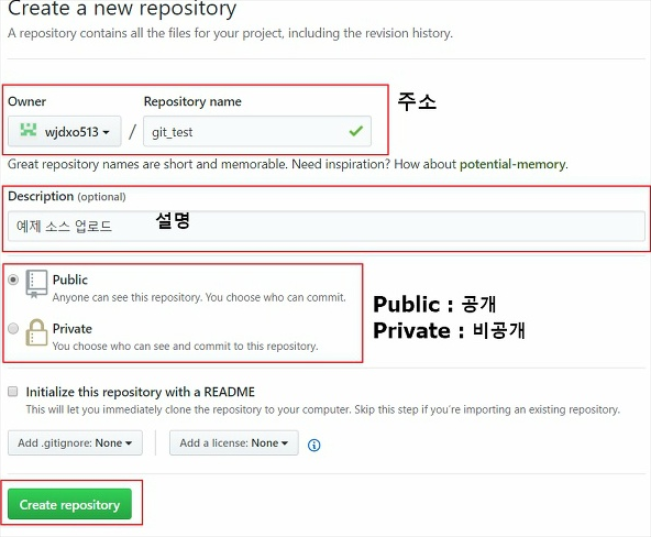 Create a new repository
A repository contains all the files for your project, including the revision history.
Owner
Repository name
주소
wjdxo513 / git_test
Great repository names are short and memorable. Need inspiration? How about potential-memory.
Description (optional)
예제 소스 업로드
설명
Public
Anyone can see this repository. You choose who can commit.
Public : 공개
Private
Private : 비공개
You choose who can see and commit to this repository.
Initialize this repository with a README
This will let you immediately clone the repository to your computer. Skip this step if you're importing an existing repository.
Add .gitignore: None
Add a license: None
Create repository